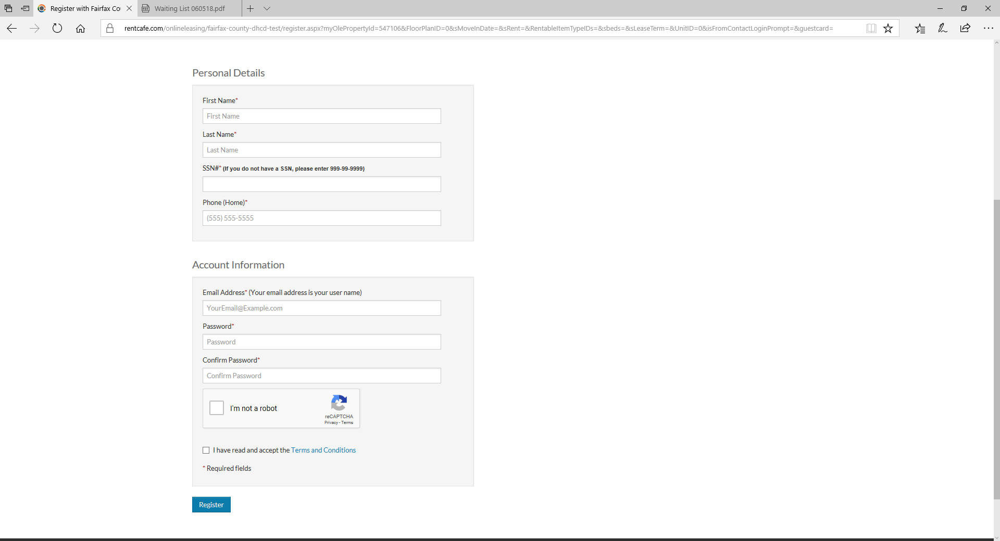 Register with Fairfax Co
Waiting List 060518.pdf
rentcafe.com/onlineleasing/fairfax-county-dhcd-test/register.aspx?myOlePropertyId=547106&FloorPlanID=0&sMoveInDate=&sRent=&RentableItemTypeIDs=&sbeds=&sLeaseTerm=&UnitID=0&isFromContactLoginPrompt=&guestcard=
Personal Details
First Name*
First Name
Last Name*
Last Name
SSN#* (If you do not have a SSN, please enter 999-99-9999)
Phone (Home)*
(555) 555-5555
Account Information
Email Address* (Your email address is your user name)
YourEmail@Example.com
Password*
Password
Confirm Password*
Confirm Password
I'm not a robot
reCAPTCHA
Privacy - Terms
I have read and accept the Terms and Conditions
* Required fields
Register